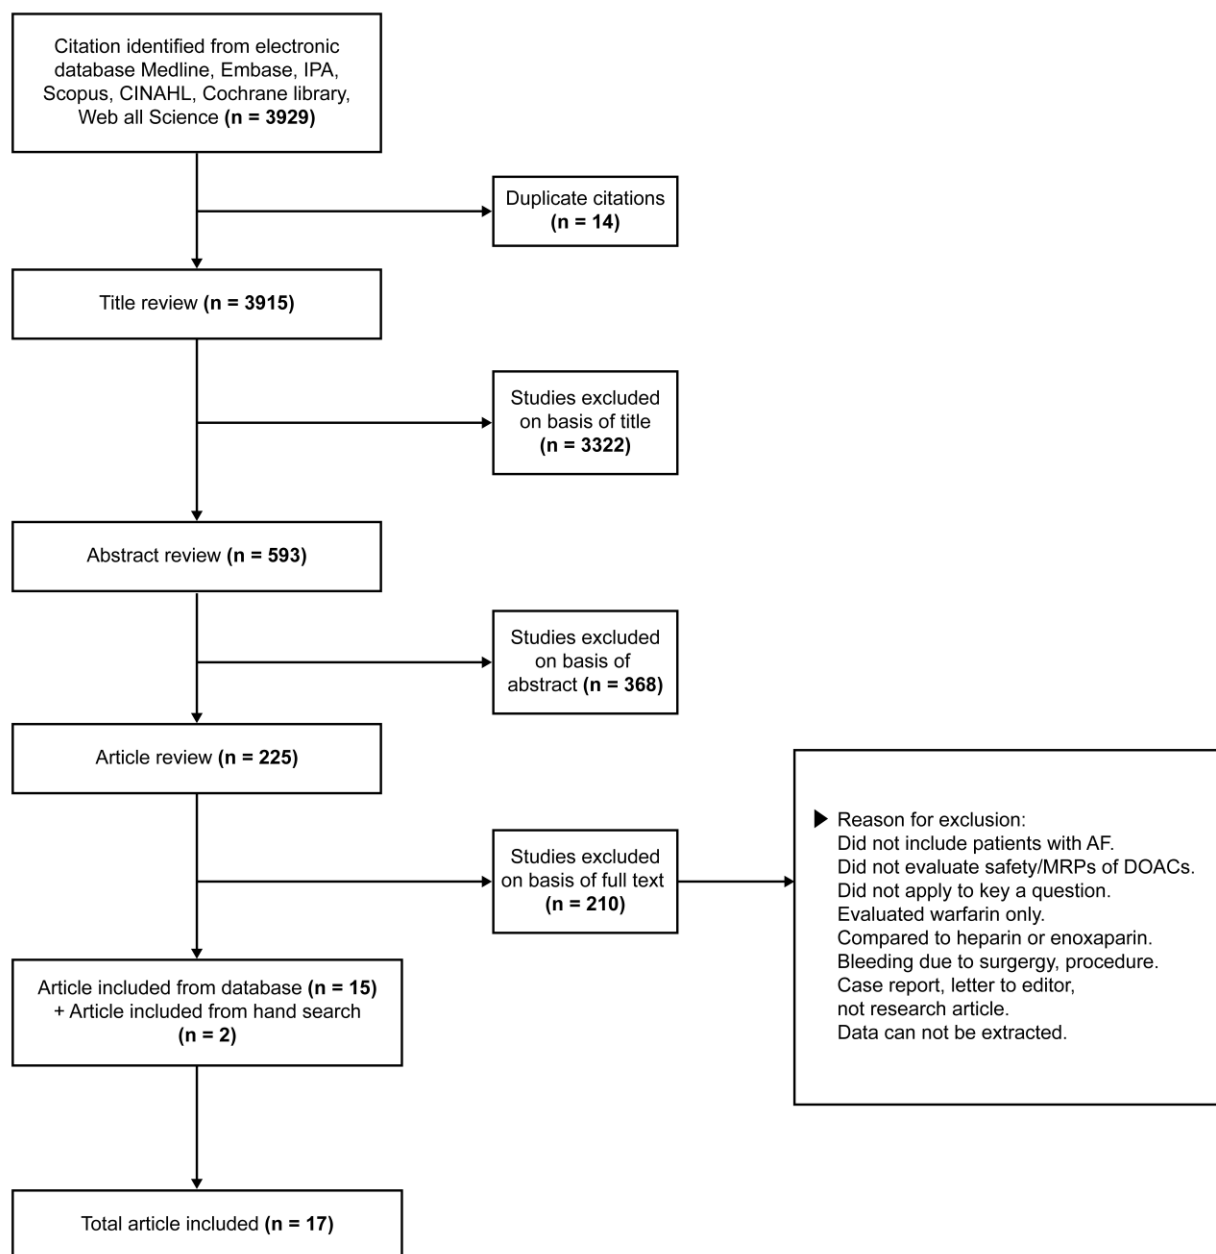 Citation identified from electronic
database Medline, Embase, IPA,
Scopus, CINAHL, Cochrane library,
Web all Science (n = 3929)
Duplicate citations
(n = 14)
Title review (n = 3915)
Studies excluded
on basis of title
(n = 3322)
Abstract review (n = 593)
Studies excluded
on basis of
abstract (n = 368)
Article review (n = 225)
Studies excluded
on basis of full text
(n = 210)
Reason for exclusion:
Did not include patients with AF.
Did not evaluate safety/MRPs of DOACs.
Did not apply to key a question.
Evaluated warfarin only.
Compared to heparin or enoxaparin.
Bleeding due to surgergy, procedure.
Case report, letter to editor,
not research article.
Data can not be extracted.
Article included from database (n = 15)
+ Article included from hand search
(n = 2)
Total article included (n = 17)